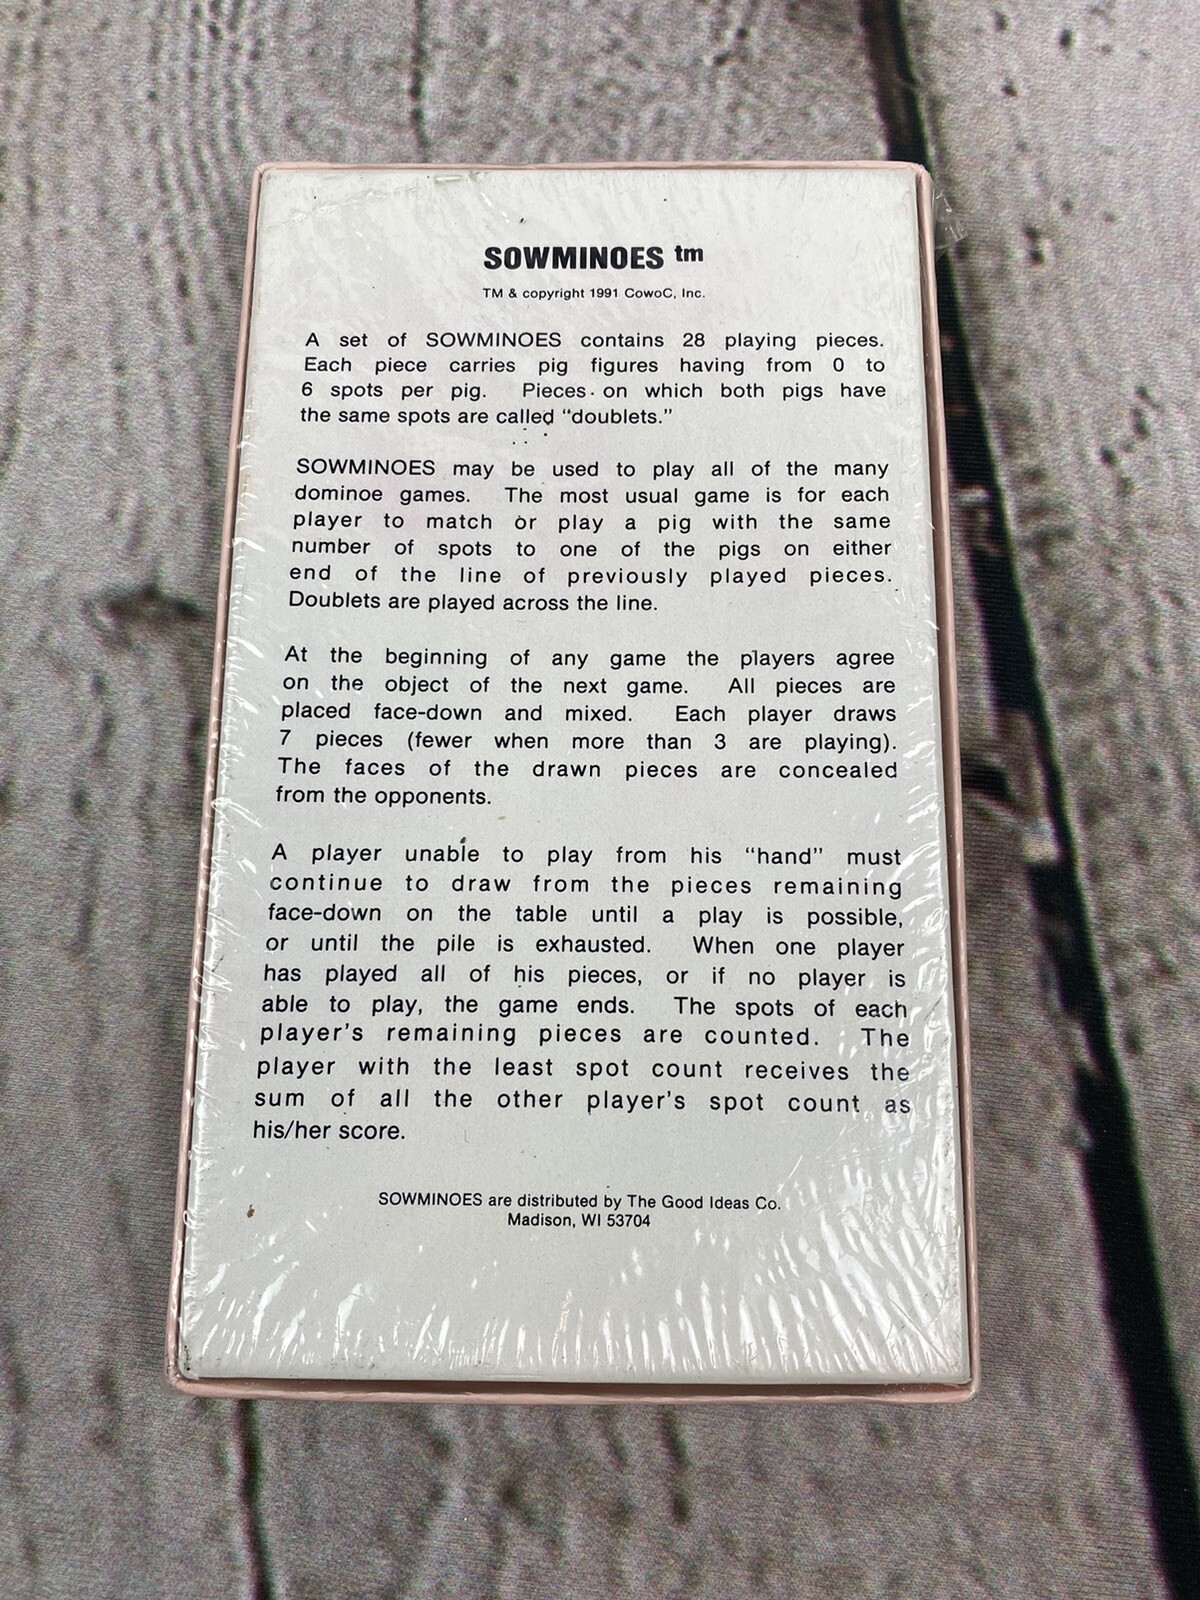 SOWMINOES tm
TM & copyright 1991 CowoC, Inc.
A set of SOWMINOES contains 28 playing pieces.
Each piece carries pig figures having from 0 to
6 spots per pig. Pieces on which both pigs have
the same spots are called "doublets."
SOWMINOES may be used to play all of the many
dominoe games. The most usual game is for each
player to match or play a pig with the same
number of spots to one of the pigs on either
end of the line of previously played pieces.
Doublets are played across the line.
At the beginning of any game the players agree
on the object of the next game. All pieces are
placed face-down and mixed. Each player draws
7 pieces (fewer when more than 3 are playing).
The faces of the drawn pieces are concealed
from the opponents.
A player unable to play from his "hand" must
continue to draw from the pieces remaining
face-down on the table until a play is possible,
or until the pile is exhausted. When one player
has played all of his pieces, or if no player is
able to play, the game ends. The spots of each
player's remaining pieces are counted. The
player with the least spot count receives the
sum of all the other player's spot count as
his/her score.
SOWMINOES are distributed by The Good Ideas Co.
Madison, WI 53704